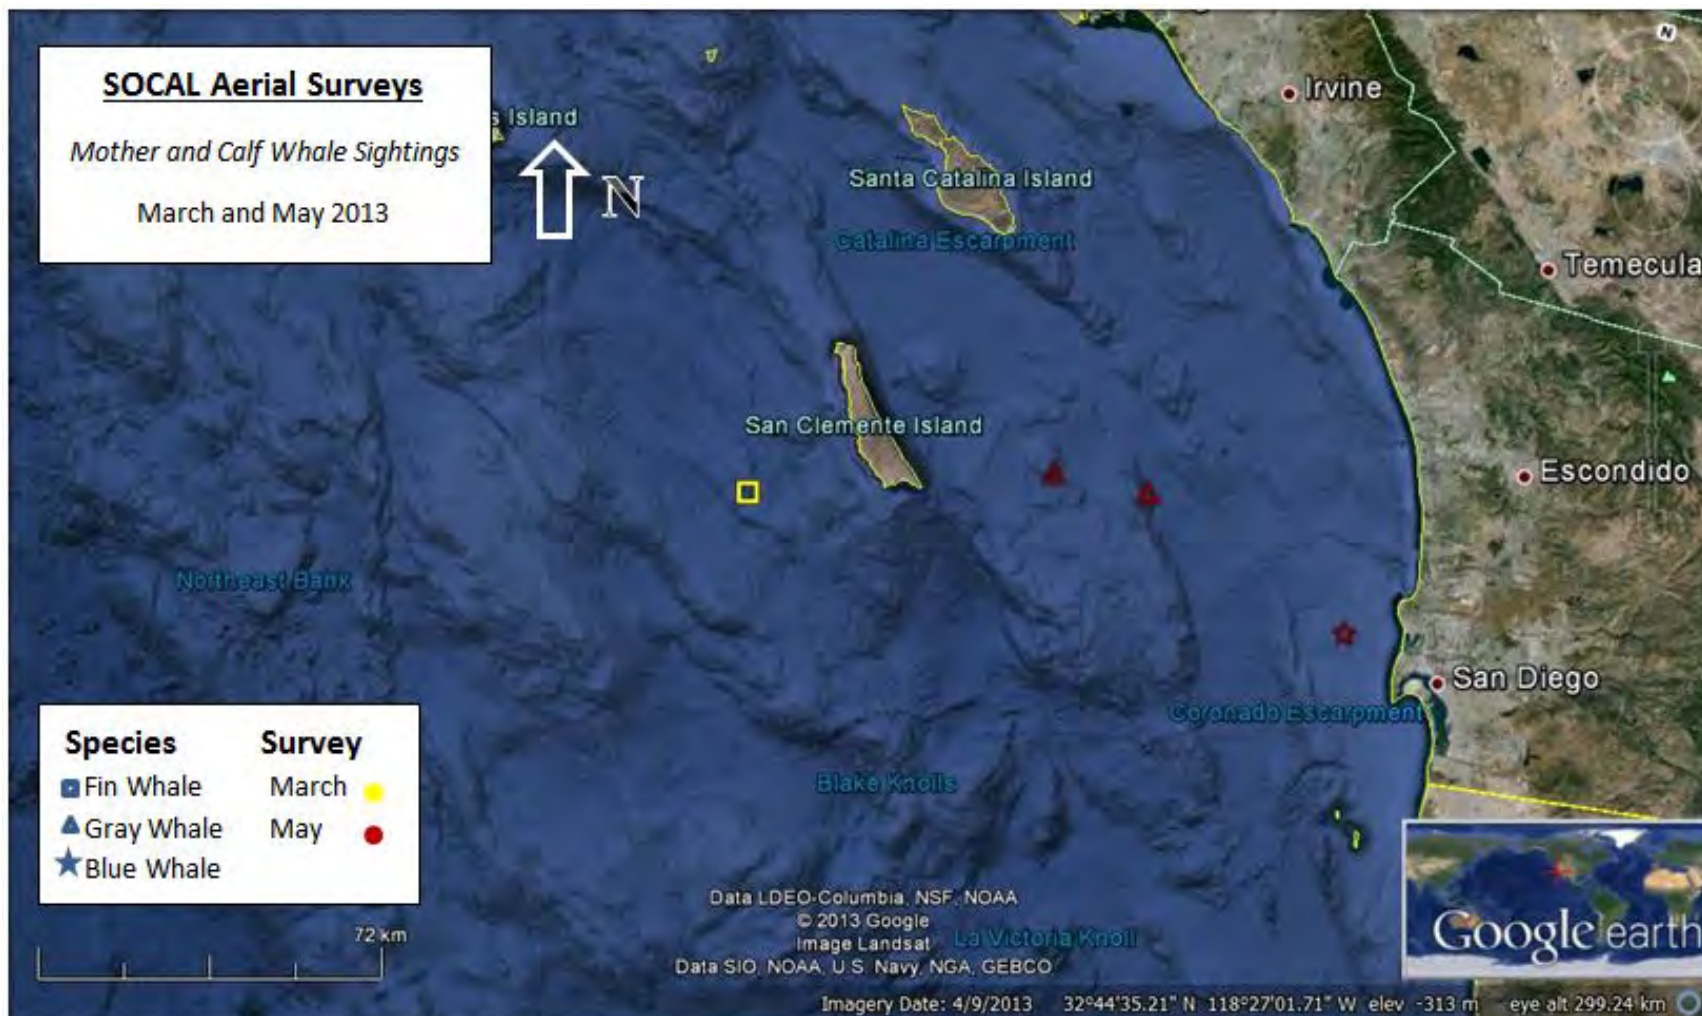 SOCAL Aerial Surveys
Mother and Calf Whale Sightings
March and May 2013
s Island
N
N
Irvine
Santa Catalina Island
Catalina Escarpment
Temecula
San Clemente Island
Escondido
Northeast Bank
San Diego
Coronado Escarpment
Species Survey
Fin Whale March
Gray Whale May
Blue Whale
Blake Knolls
72 km
Data LDEO-Columbia, NSF, NOAA
© 2013 Google
Image Landsat
La Victoria Knoll
Data SIO, NOAA, U.S. Navy, NGA, GEBCO
Google earth
Imagery Date: 4/9/2013 32°44'35.21" N 118°27'01.71" W elev -313 m eye alt 299.24 km